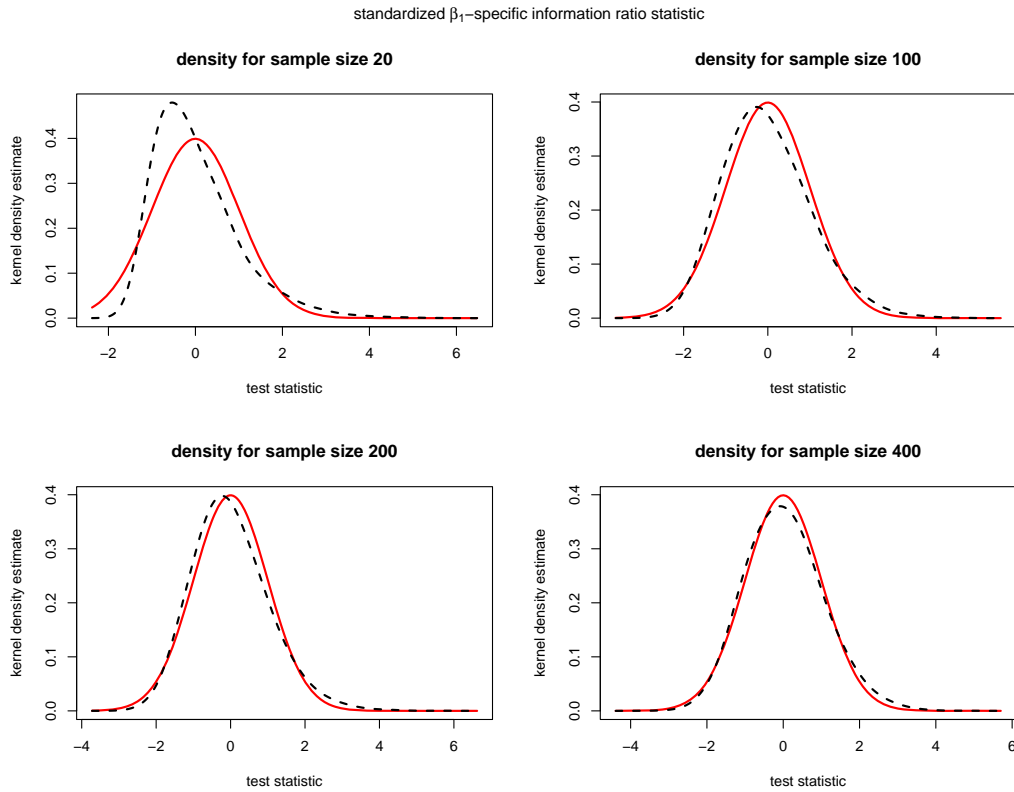 standardized β₁−specific information ratio statistic
density for sample size 20
kernel density estimate
0.0 0.1 0.2 0.3 0.4
−2 0 2 4 6
test statistic
density for sample size 100
kernel density estimate
0.0 0.1 0.2 0.3 0.4
−2 0 2 4
test statistic
density for sample size 200
kernel density estimate
0.0 0.1 0.2 0.3 0.4
−4 −2 0 2 4 6
test statistic
density for sample size 400
kernel density estimate
0.0 0.1 0.2 0.3 0.4
−4 −2 0 2 4 6
test statistic